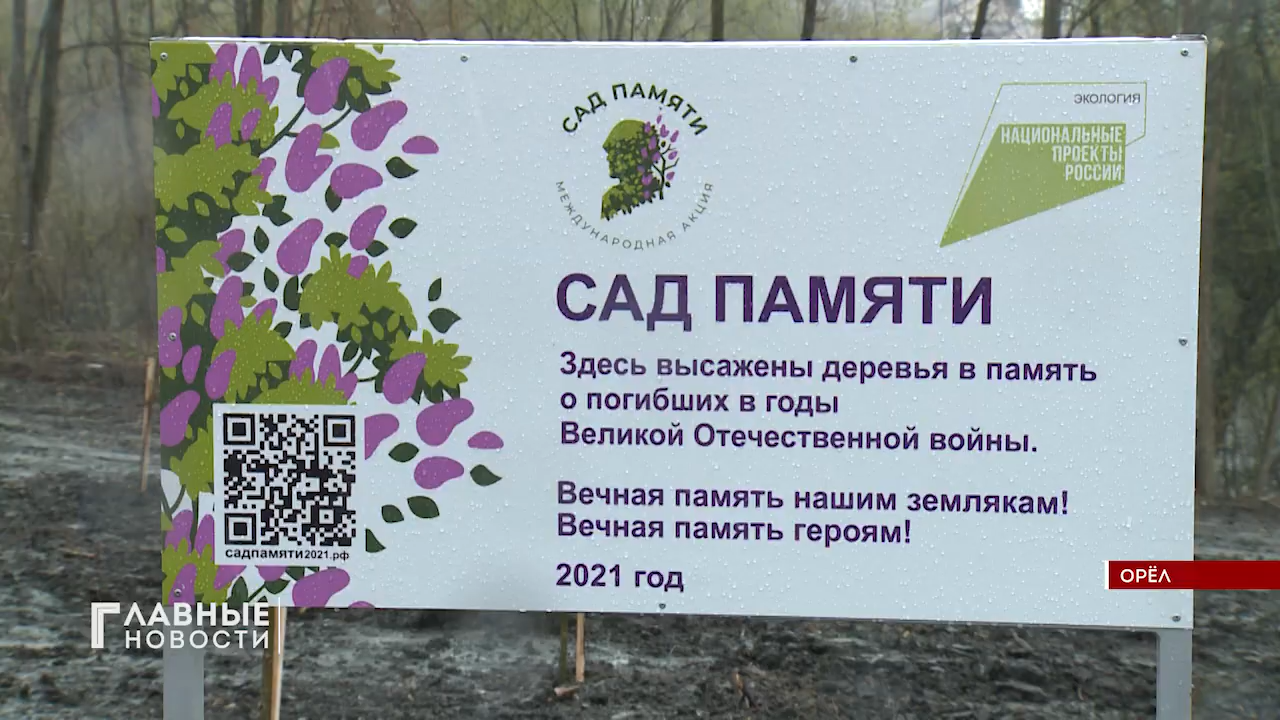 САД ПАМЯТИ
МЕЖДУНАРОДНАЯ АКЦИЯ
ЭКОЛОГИЯ
НАЦИОНАЛЬНЫЕ
ПРОЕКТЫ
РОССИИ
САД ПАМЯТИ
Здесь высажены деревья в память
о погибших в годы
Великой Отечественной войны.
Вечная память нашим землякам!
Вечная память героям!
2021 год
садпамяти2021.рф
ОРЁЛ
ГЛАВНЫЕ
НОВОСТИ